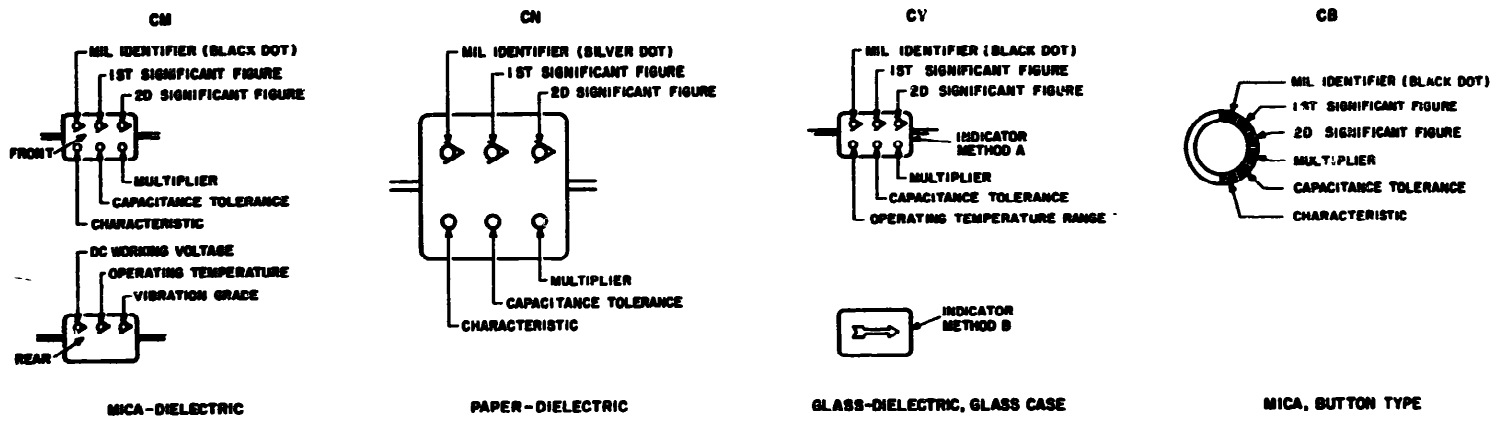 CM
MIL IDENTIFIER (BLACK DOT)
1ST SIGNIFICANT FIGURE
2D SIGNIFICANT FIGURE
FRONT
MULTIPLIER
CAPACITANCE TOLERANCE
CHARACTERISTIC
DC WORKING VOLTAGE
OPERATING TEMPERATURE
VIBRATION GRADE
REAR
MICA-DIELECTRIC
CN
MIL IDENTIFIER (SILVER DOT)
1ST SIGNIFICANT FIGURE
2D SIGNIFICANT FIGURE
MULTIPLIER
CAPACITANCE TOLERANCE
CHARACTERISTIC
PAPER-DIELECTRIC
CY
MIL IDENTIFIER (BLACK DOT)
1ST SIGNIFICANT FIGURE
2D SIGNIFICANT FIGURE
INDICATOR
METHOD A
MULTIPLIER
CAPACITANCE TOLERANCE
OPERATING TEMPERATURE RANGE
INDICATOR
METHOD B
GLASS-DIELECTRIC, GLASS CASE
CB
MIL IDENTIFIER (BLACK DOT)
1ST SIGNIFICANT FIGURE
2D SIGNIFICANT FIGURE
MULTIPLIER
CAPACITANCE TOLERANCE
CHARACTERISTIC
MICA, BUTTON TYPE